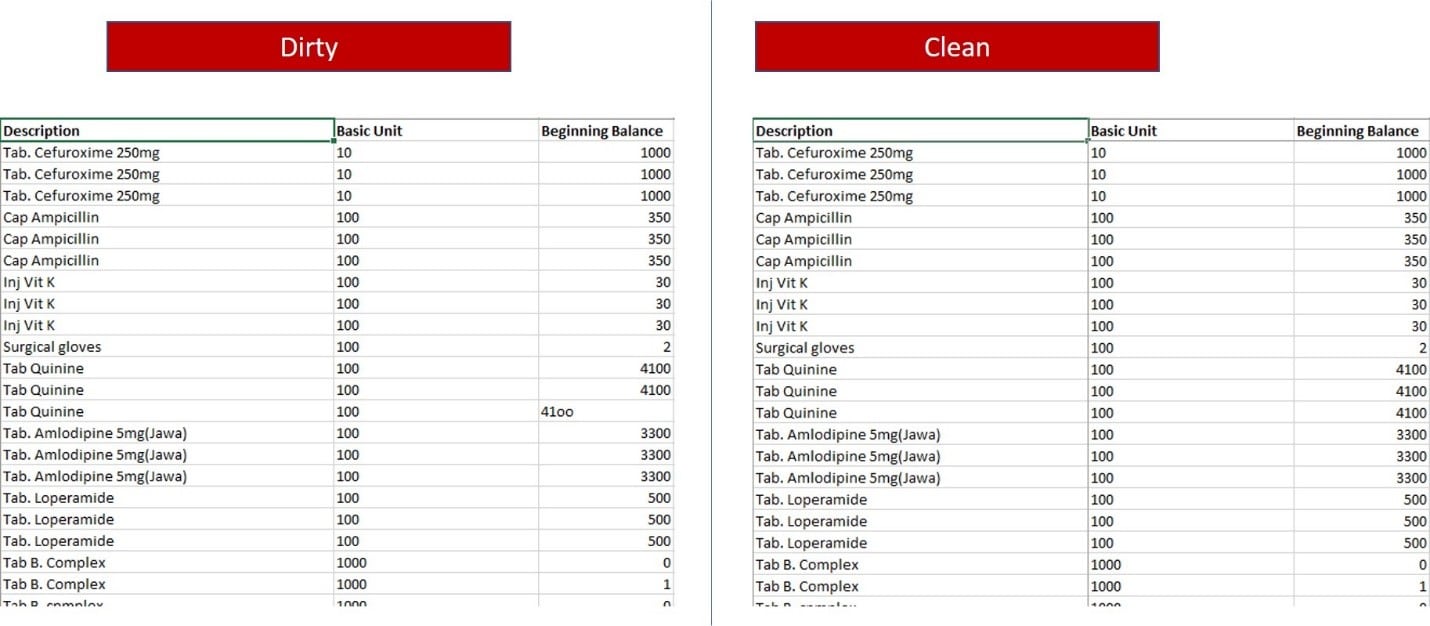 Dirty
Description Basic Unit Beginning Balance
Tab. Cefuroxime 250mg 10 1000
Tab. Cefuroxime 250mg 10 1000
Tab. Cefuroxime 250mg 10 1000
Cap Ampicillin 100 350
Cap Ampicillin 100 350
Cap Ampicillin 100 350
Inj Vit K 100 30
Inj Vit K 100 30
Inj Vit K 100 30
Surgical gloves 100 2
Tab Quinine 100 4100
Tab Quinine 100 4100
Tab Quinine 100 41oo
Tab. Amlodipine 5mg(Jawa) 100 3300
Tab. Amlodipine 5mg(Jawa) 100 3300
Tab. Amlodipine 5mg(Jawa) 100 3300
Tab. Loperamide 100 500
Tab. Loperamide 100 500
Tab. Loperamide 100 500
Tab B. Complex 1000 0
Tab B. Complex 1000 1
Clean
Description Basic Unit Beginning Balance
Tab. Cefuroxime 250mg 10 1000
Tab. Cefuroxime 250mg 10 1000
Tab. Cefuroxime 250mg 10 1000
Cap Ampicillin 100 350
Cap Ampicillin 100 350
Cap Ampicillin 100 350
Inj Vit K 100 30
Inj Vit K 100 30
Inj Vit K 100 30
Surgical gloves 100 2
Tab Quinine 100 4100
Tab Quinine 100 4100
Tab Quinine 100 4100
Tab. Amlodipine 5mg(Jawa) 100 3300
Tab. Amlodipine 5mg(Jawa) 100 3300
Tab. Amlodipine 5mg(Jawa) 100 3300
Tab. Loperamide 100 500
Tab. Loperamide 100 500
Tab. Loperamide 100 500
Tab B. Complex 1000 0
Tab B. Complex 1000 1